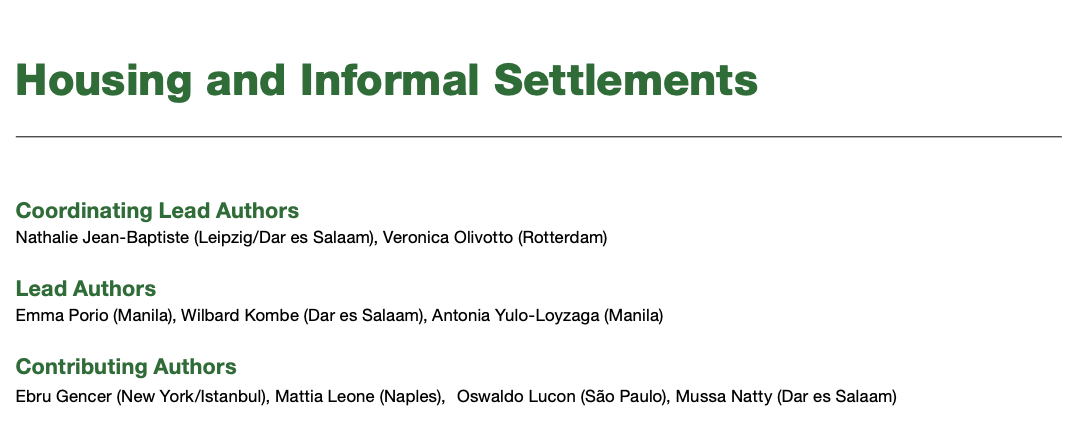 Housing and Informal Settlements
Coordinating Lead Authors
Nathalie Jean-Baptiste (Leipzig/Dar es Salaam), Veronica Olivotto (Rotterdam)
Lead Authors
Emma Porio (Manila), Wilbard Kombe (Dar es Salaam), Antonia Yulo-Loyzaga (Manila)
Contributing Authors
Ebru Gencer (New York/Istanbul), Mattia Leone (Naples), Oswaldo Lucon (São Paulo), Mussa Natty (Dar es Salaam)